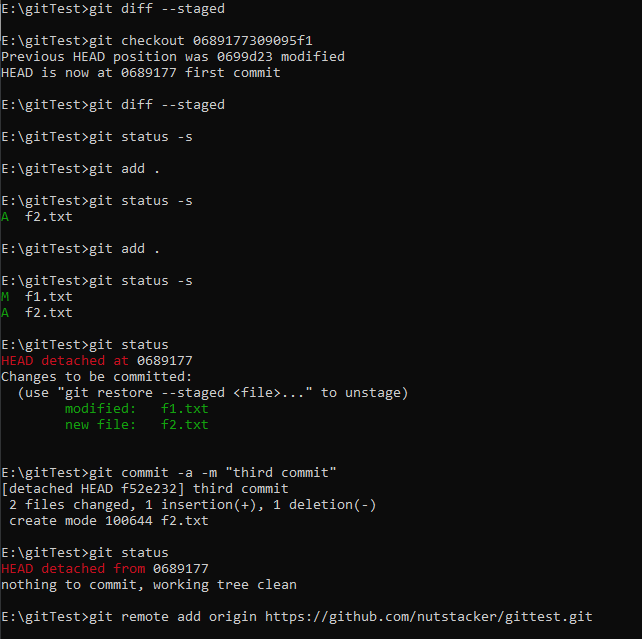 E:\gitTest>git diff --staged
E:\gitTest>git checkout 0689177309095f1
Previous HEAD position was 0699d23 modified
HEAD is now at 0689177 first commit
E:\gitTest>git diff --staged
E:\gitTest>git status -s
E:\gitTest>git add .
E:\gitTest>git status -s
A  f2.txt
E:\gitTest>git add .
E:\gitTest>git status -s
M  f1.txt
A  f2.txt
E:\gitTest>git status
HEAD detached at 0689177
Changes to be committed:
  (use "git restore --staged <file>..." to unstage)
        modified:   f1.txt
        new file:   f2.txt
E:\gitTest>git commit -a -m "third commit"
[detached HEAD f52e232] third commit
 2 files changed, 1 insertion(+), 1 deletion(-)
 create mode 100644 f2.txt
E:\gitTest>git status
HEAD detached from 0689177
nothing to commit, working tree clean
E:\gitTest>git remote add origin https://github.com/nutstacker/gittest.git